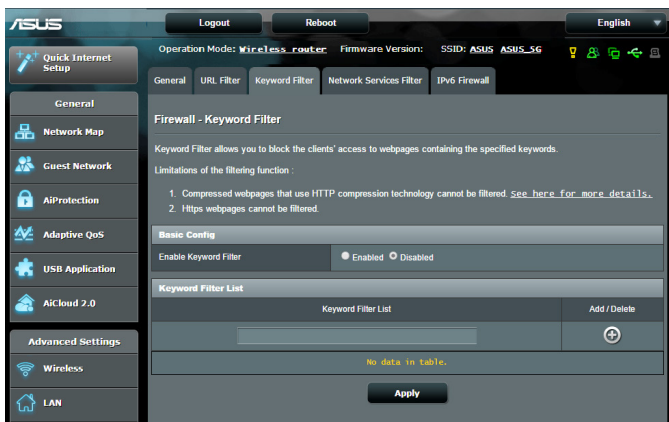 ASUS
Logout
Reboot
English
Quick Internet Setup
Operation Mode: Wireless router Firmware Version: SSID: ASUS ASUS_5G
General
URL Filter
Keyword Filter
Network Services Filter
IPv6 Firewall
General
Network Map
Guest Network
AiProtection
Adaptive QoS
USB Application
AiCloud 2.0
Advanced Settings
Wireless
LAN
Firewall - Keyword Filter
Keyword Filter allows you to block the clients' access to webpages containing the specified keywords.
Limitations of the filtering function :
1. Compressed webpages that use HTTP compression technology cannot be filtered. See here for more details.
2. Https webpages cannot be filtered.
Basic Config
Enable Keyword Filter
Enabled Disabled
Keyword Filter List
Keyword Filter List
Add / Delete
No data in table.
Apply